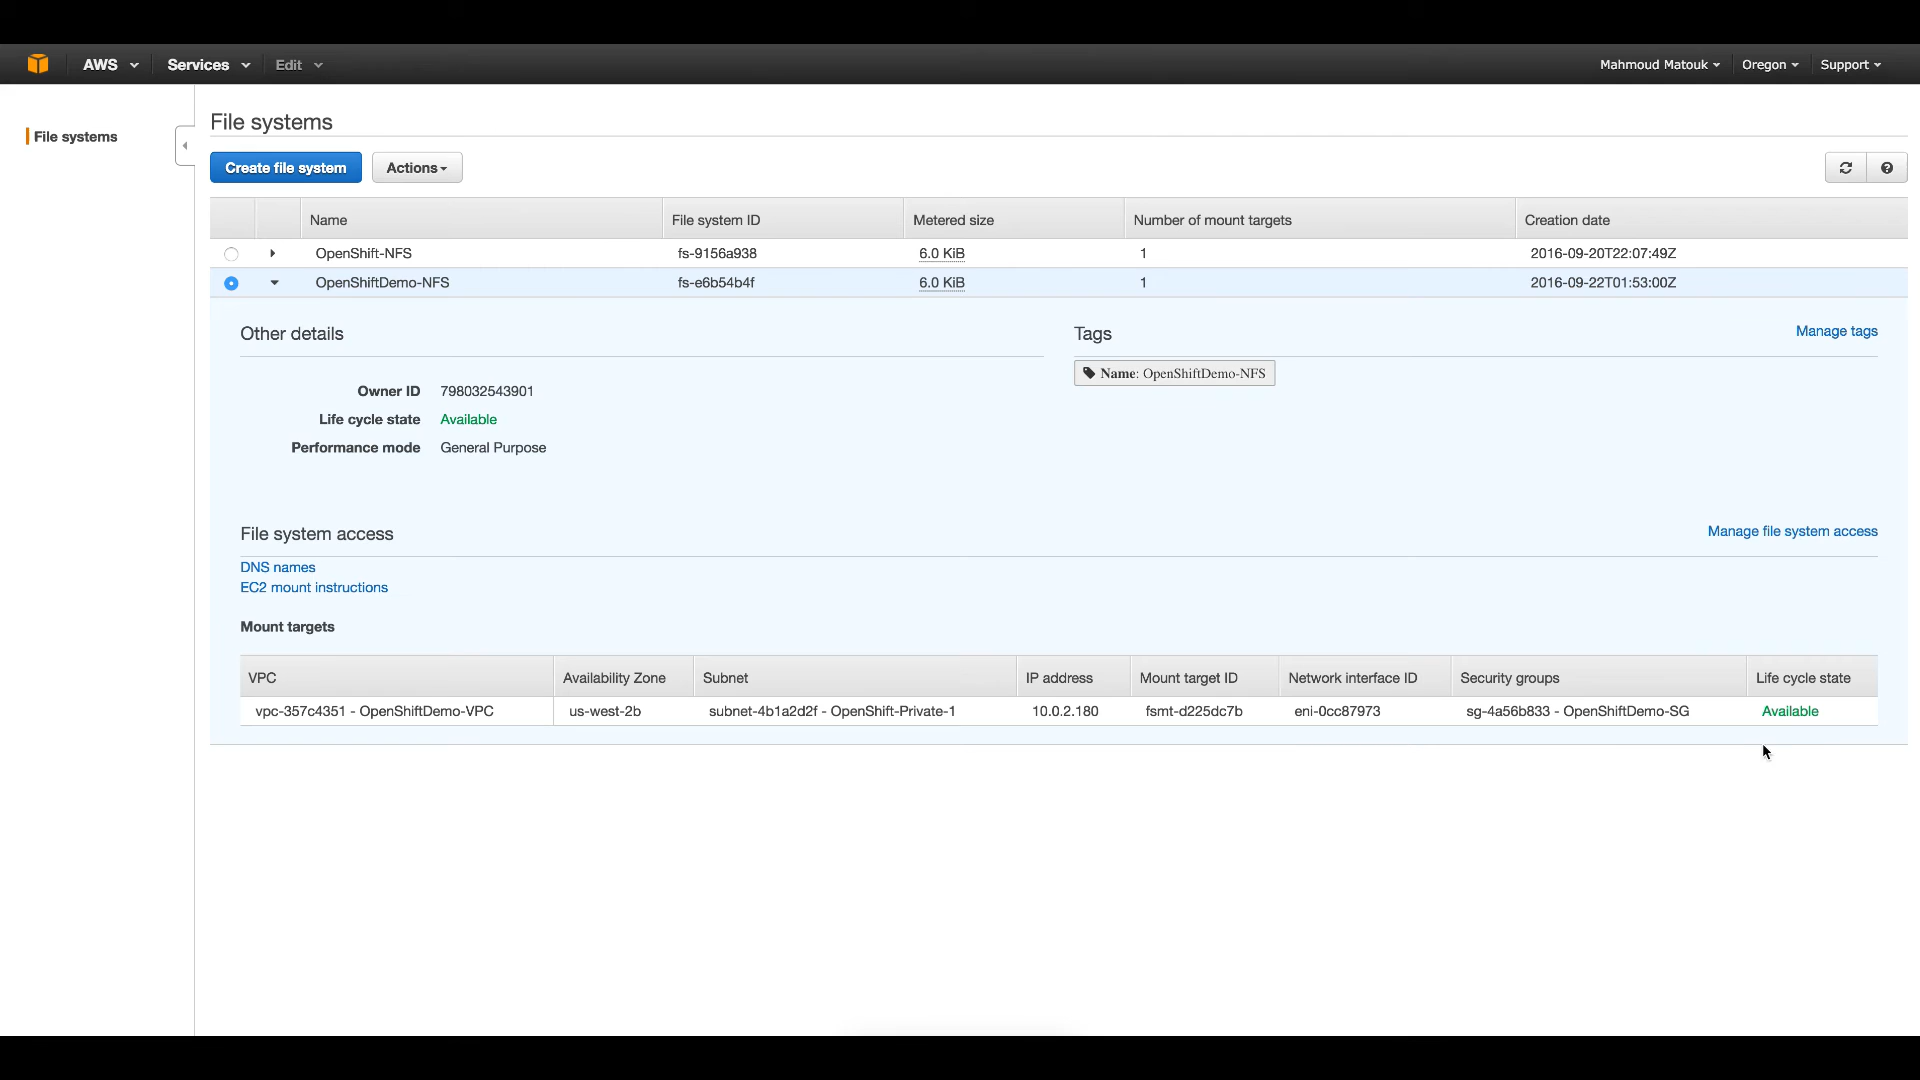 AWS Services Edit Mahmoud Matouk Oregon Support
File systems
File systems
Create file system Actions
Name File system ID Metered size Number of mount targets Creation date
OpenShift-NFS fs-9156a938 6.0 KiB 1 2016-09-20T22:07:49Z
OpenShiftDemo-NFS fs-e6b54b4f 6.0 KiB 1 2016-09-22T01:53:00Z
Other details
Owner ID 798032543901
Life cycle state Available
Performance mode General Purpose
Tags Manage tags
Name: OpenShiftDemo-NFS
File system access Manage file system access
DNS names
EC2 mount instructions
Mount targets
VPC Availability Zone Subnet IP address Mount target ID Network interface ID Security groups Life cycle state
vpc-357c4351 - OpenShiftDemo-VPC us-west-2b subnet-4b1a2d2f - OpenShift-Private-1 10.0.2.180 fsmt-d225dc7b eni-0cc87973 sg-4a56b833 - OpenShiftDemo-SG Available